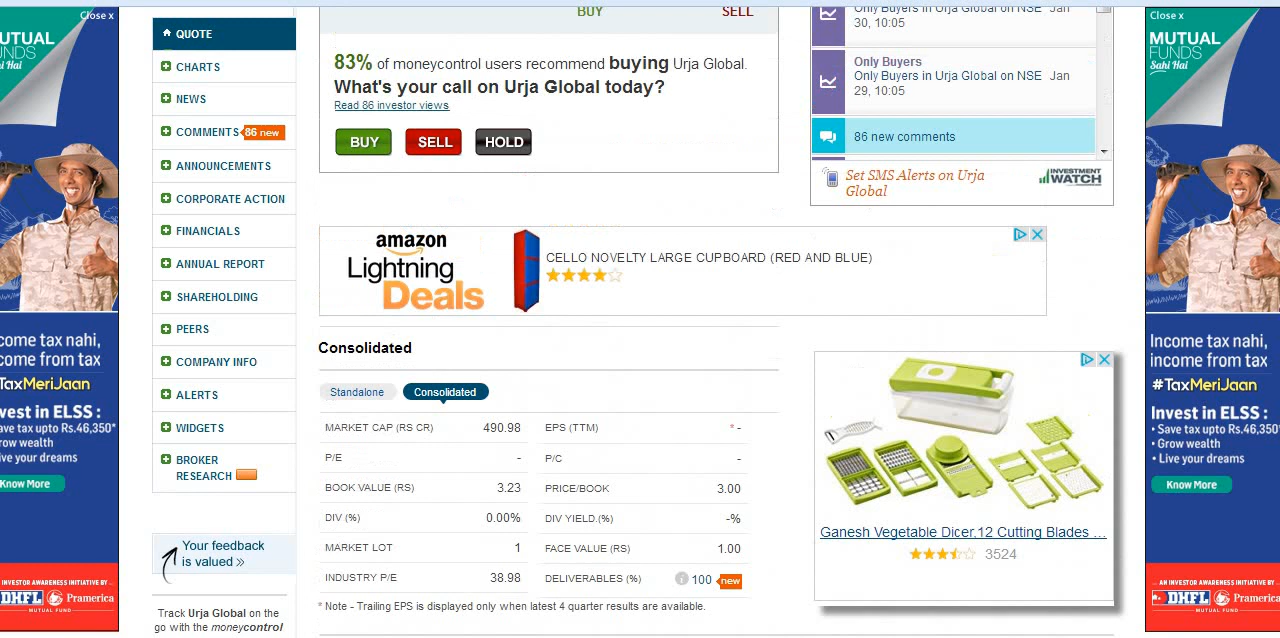 Close x
UTUAL
UNDS
Sahi Hai
come tax nahi,
come from tax
TaxMeriJaan
vest in ELSS :
ave tax upto Rs.46,350*
row wealth
ive your dreams
Know More
INVESTOR AWARENESS INITIATIVE BY
DHFL Pramerica
MUTUAL FUND
QUOTE
CHARTS
NEWS
COMMENTS 86 new
ANNOUNCEMENTS
CORPORATE ACTION
FINANCIALS
ANNUAL REPORT
SHAREHOLDING
PEERS
COMPANY INFO
ALERTS
WIDGETS
BROKER
RESEARCH
Your feedback
is valued »
Track Urja Global on the
go with the moneycontrol
BUY SELL
83% of moneycontrol users recommend buying Urja Global.
What's your call on Urja Global today?
Read 86 investor views
BUY SELL HOLD
Only Buyers in Urja Global on NSE Jan
30, 10:05
Only Buyers
Only Buyers in Urja Global on NSE Jan
29, 10:05
86 new comments
Set SMS Alerts on Urja
Global
INVESTMENT
WATCH
amazon
Lightning
Deals
CELLO NOVELTY LARGE CUPBOARD (RED AND BLUE)
Consolidated
Standalone Consolidated
MARKET CAP (RS CR) 490.98 EPS (TTM) * -
P/E - P/C -
BOOK VALUE (RS) 3.23 PRICE/BOOK 3.00
DIV (%) 0.00% DIV YIELD.(%) -%
MARKET LOT 1 FACE VALUE (RS) 1.00
INDUSTRY P/E 38.98 DELIVERABLES (%) i 100 new
* Note - Trailing EPS is displayed only when latest 4 quarter results are available.
Ganesh Vegetable Dicer,12 Cutting Blades ...
3524
Close x
MUTUAL
FUNDS
Sahi Hai
Income tax nahi,
income from tax
#TaxMeriJaan
Invest in ELSS :
• Save tax upto Rs.46,350
• Grow wealth
• Live your dreams
Know More
AN INVESTOR AWARENESS INITIATIVE BY
DHFL Pramerica
MUTUAL FUND